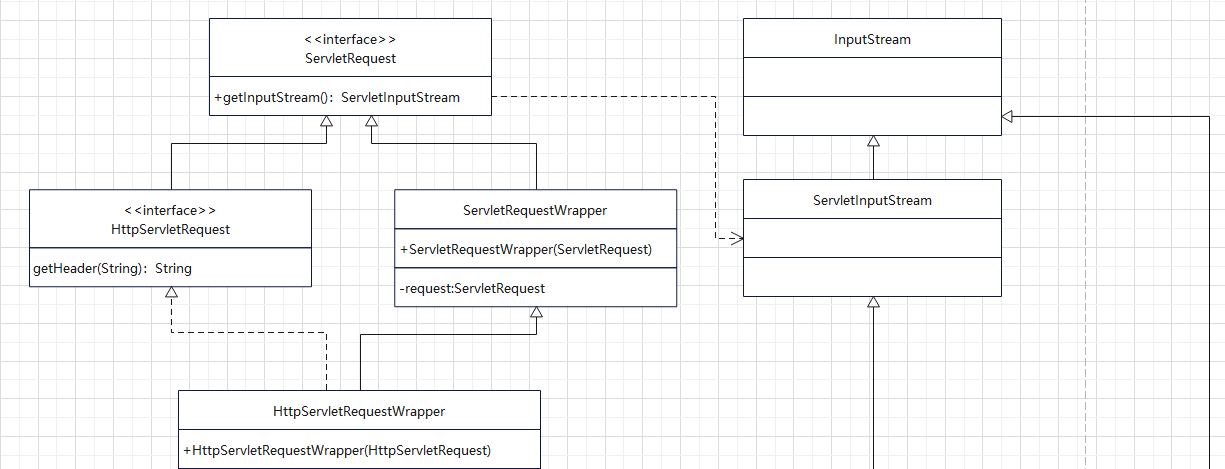 <<interface>>
ServletRequest
+getInputStream():  ServletInputStream
InputStream
<<interface>>
HttpServletRequest
getHeader(String):  String
ServletRequestWrapper
+ServletRequestWrapper(ServletRequest)
-request:ServletRequest
ServletInputStream
HttpServletRequestWrapper
+HttpServletRequestWrapper(HttpServletRequest)